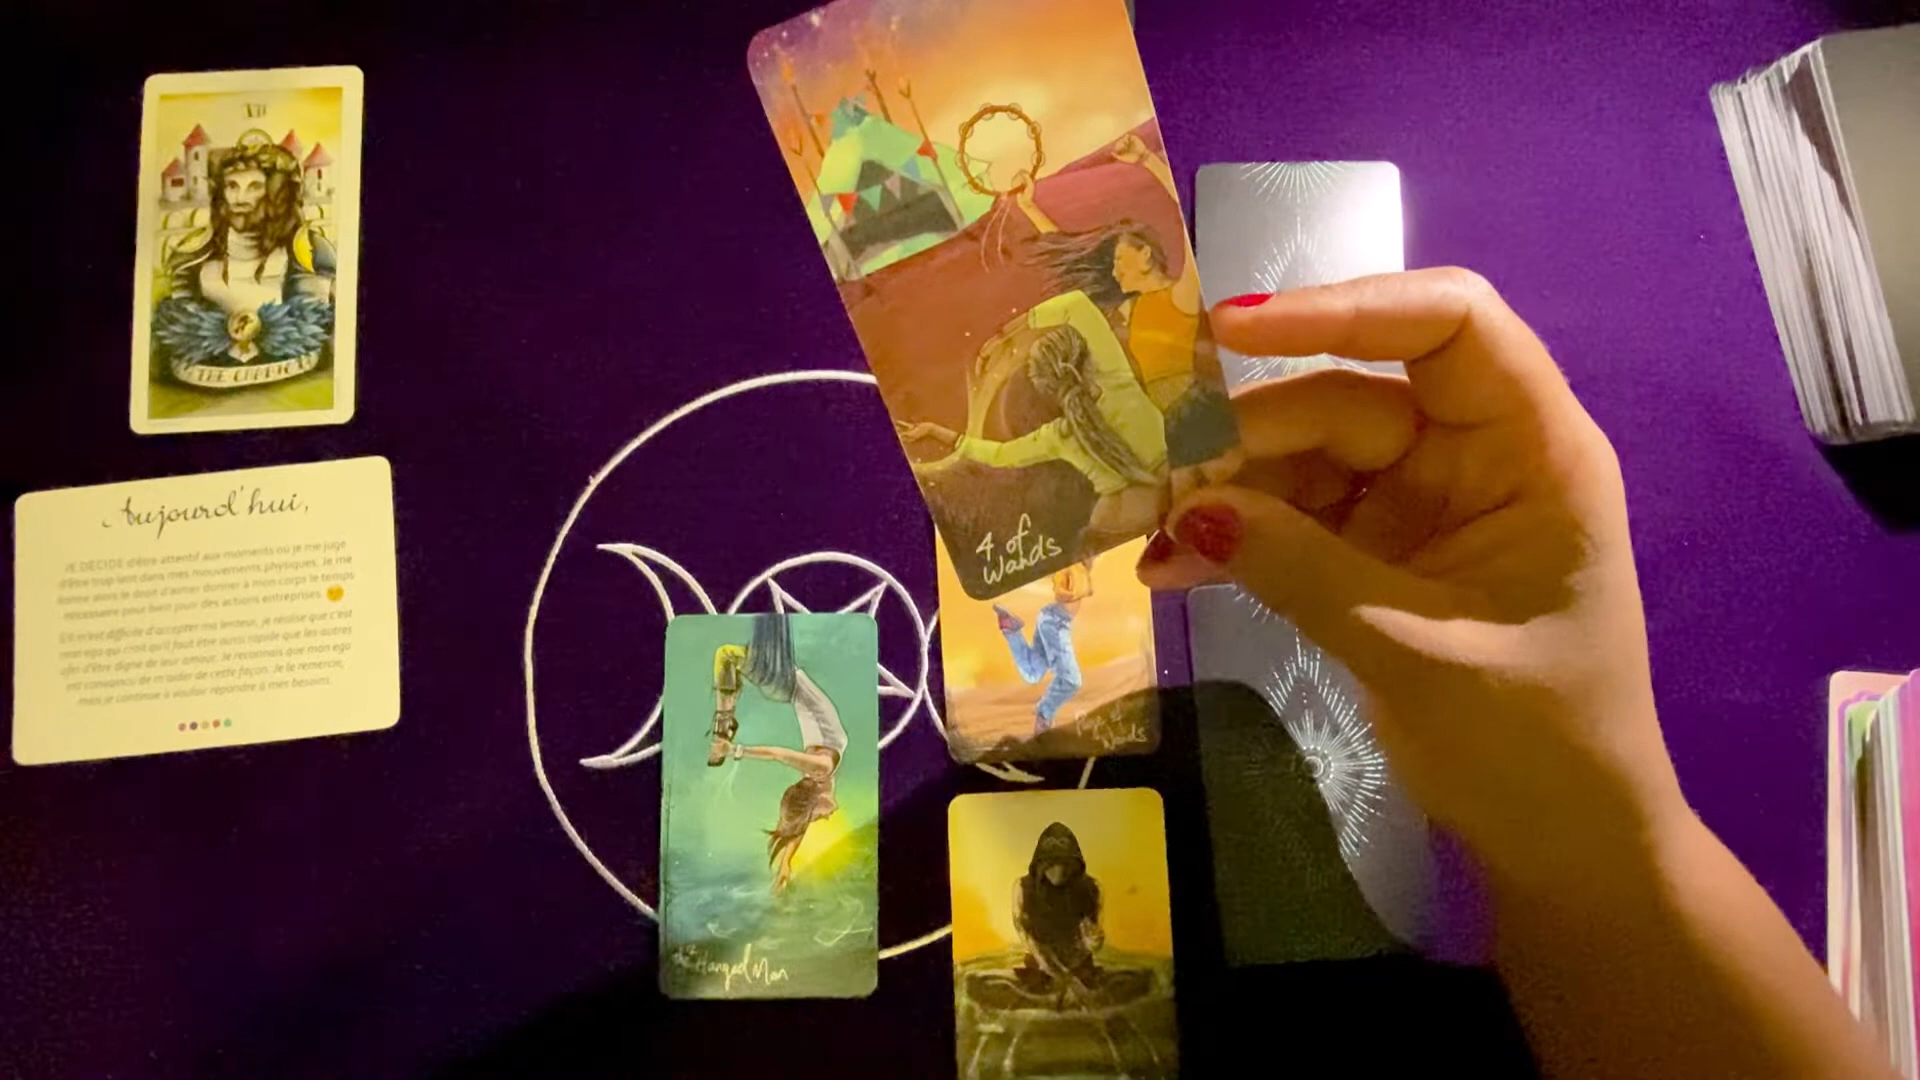 VII
THE CHARIOT
Aujourd'hui,
JE DÉCIDE d'être attentif aux moments où je me juge
d'être trop lent dans mes mouvements physiques. Je me
donne alors le droit d'aimer donner à mon corps le temps
nécessaire pour bien jouir des actions entreprises.
S'il m'est difficile d'accepter ma lenteur, je réalise que c'est
mon ego qui croit qu'il faut être aussi rapide que les autres
afin d'être digne de leur amour. Je reconnais que mon ego
est convaincu de m'aider de cette façon. Je le remercie,
mais je continue à vouloir répondre à mes besoins.
4 of
Wands
Page of
Wands
Hanged Man